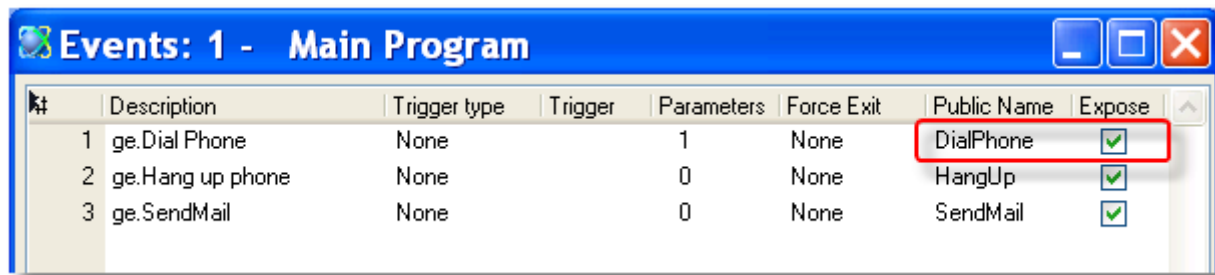 Events: 1 - Main Program
# Description Trigger type Trigger Parameters Force Exit Public Name Expose
1 ge.Dial Phone None 1 None DialPhone
2 ge.Hang up phone None 0 None HangUp
3 ge.SendMail None 0 None SendMail